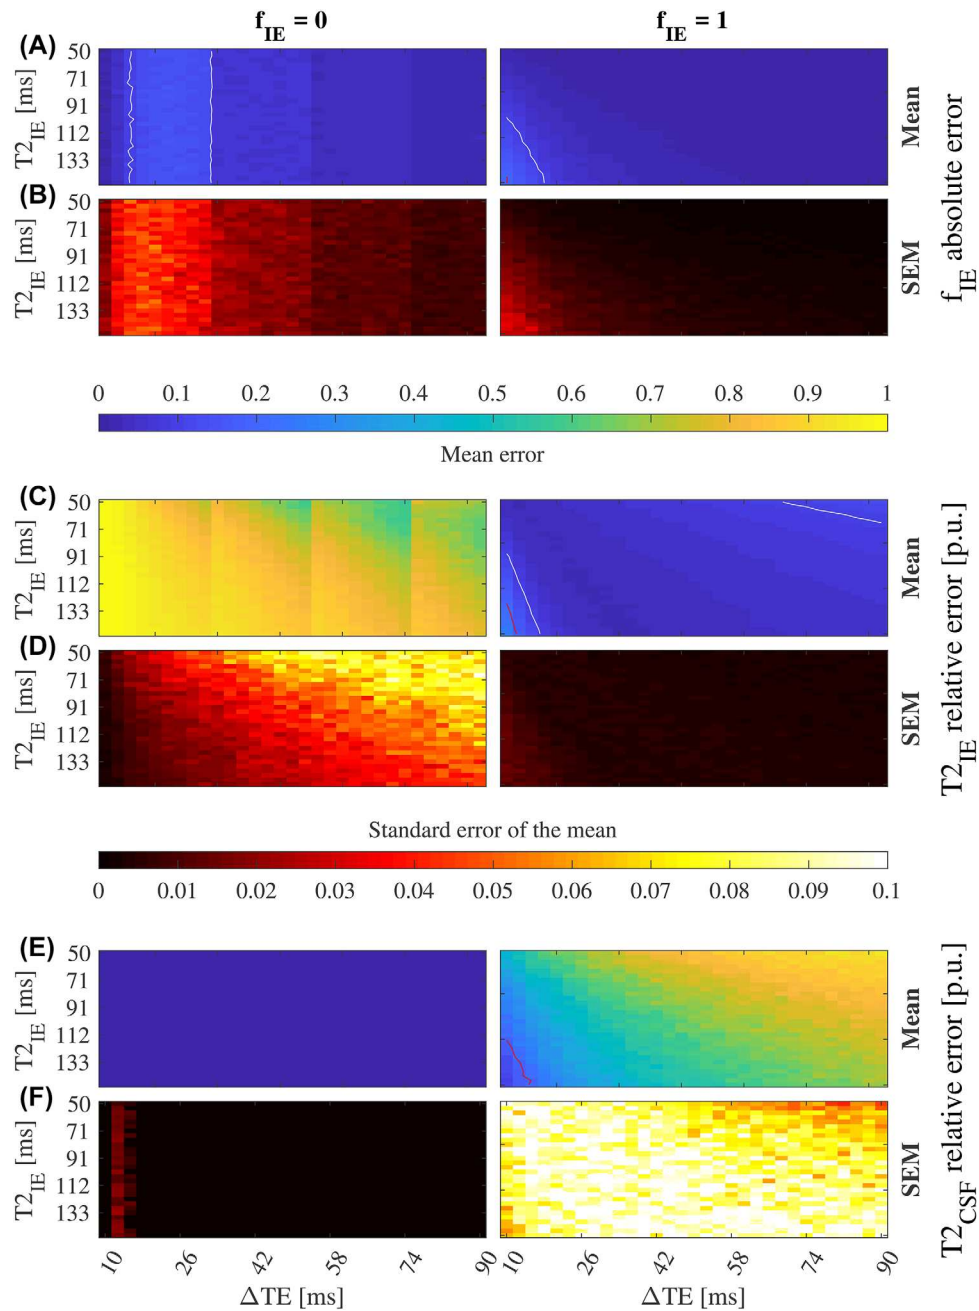 f_IE = 0 f_IE = 1
(A)
50
71
91
112
133
T2_IE [ms]
Mean
(B)
50
71
91
112
133
T2_IE [ms]
SEM
f_IE absolute error
0 0.1 0.2 0.3 0.4 0.5 0.6 0.7 0.8 0.9 1
Mean error
(C)
50
71
91
112
133
T2_IE [ms]
Mean
(D)
50
71
91
112
133
T2_IE [ms]
SEM
T2_IE relative error [p.u.]
Standard error of the mean
0 0.01 0.02 0.03 0.04 0.05 0.06 0.07 0.08 0.09 0.1
(E)
50
71
91
112
133
T2_IE [ms]
Mean
(F)
50
71
91
112
133
T2_IE [ms]
SEM
T2_CSF relative error [p.u.]
10 26 42 58 74 90 10 26 42 58 74 90
ΔTE [ms] ΔTE [ms]